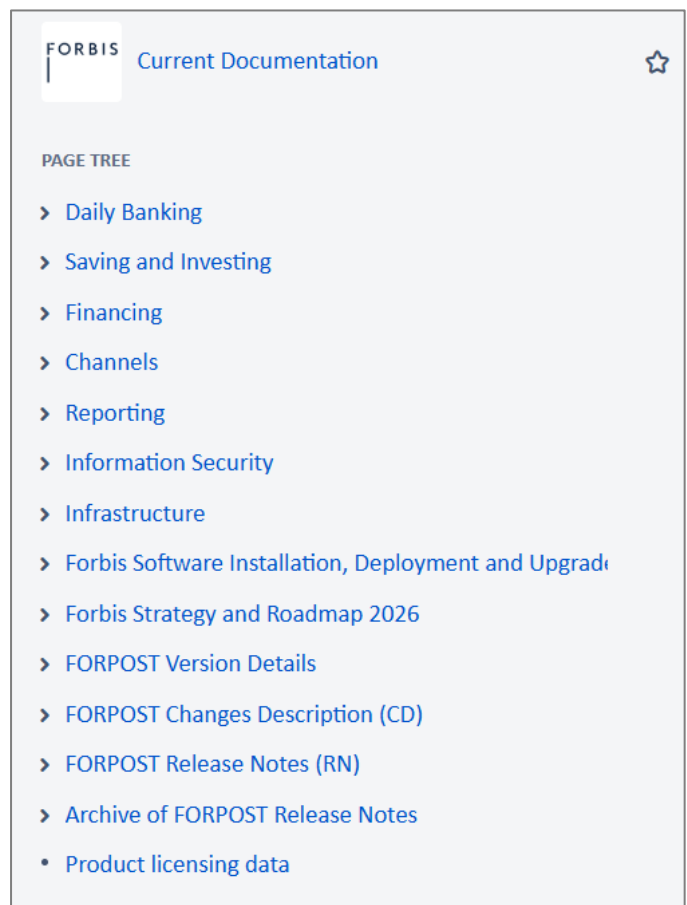 FORBIS
Current Documentation
PAGE TREE
Daily Banking
Saving and Investing
Financing
Channels
Reporting
Information Security
Infrastructure
Forbis Software Installation, Deployment and Upgrade
Forbis Strategy and Roadmap 2026
FORPOST Version Details
FORPOST Changes Description (CD)
FORPOST Release Notes (RN)
Archive of FORPOST Release Notes
Product licensing data